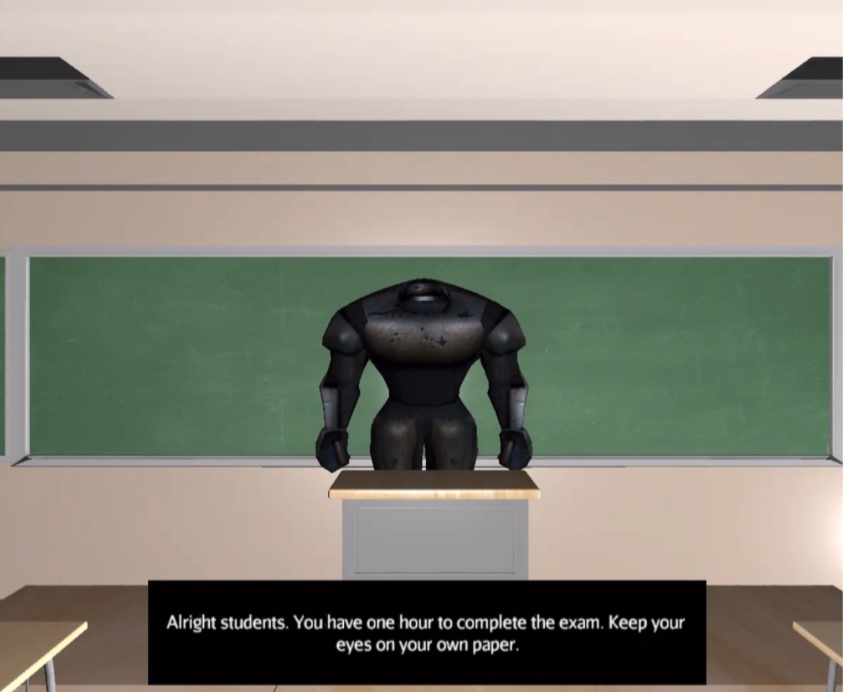 Alright students. You have one hour to complete the exam. Keep your
eyes on your own paper.